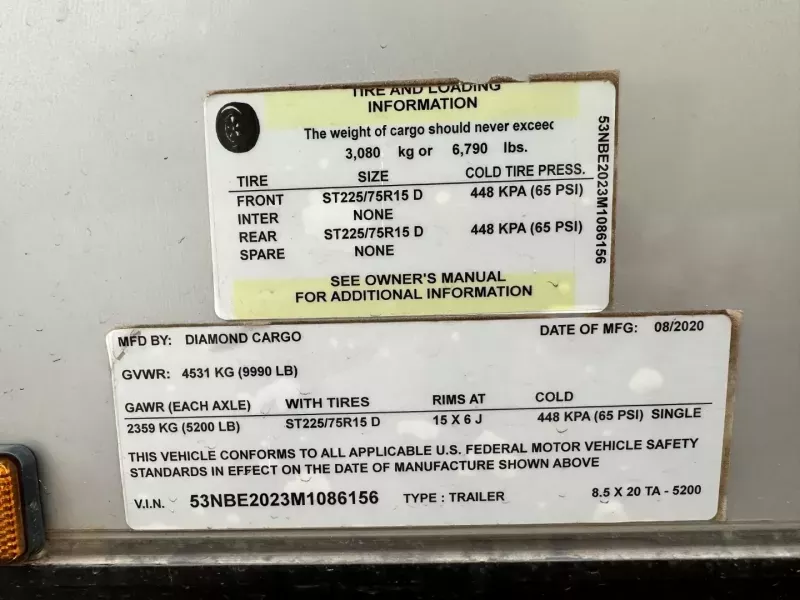 TIRE AND LOADING
INFORMATION
The weight of cargo should never exceed
3,080 kg or 6,790 lbs.
TIRE SIZE COLD TIRE PRESS.
FRONT ST225/75R15 D 448 KPA (65 PSI)
INTER NONE
REAR ST225/75R15 D 448 KPA (65 PSI)
SPARE NONE
SEE OWNER'S MANUAL
FOR ADDITIONAL INFORMATION
53NBE2023M1086156
MFD BY: DIAMOND CARGO DATE OF MFG: 08/2020
GVWR: 4531 KG (9990 LB)
GAWR (EACH AXLE) WITH TIRES RIMS AT COLD
2359 KG (5200 LB) ST225/75R15 D 15 X 6 J 448 KPA (65 PSI) SINGLE
THIS VEHICLE CONFORMS TO ALL APPLICABLE U.S. FEDERAL MOTOR VEHICLE SAFETY
STANDARDS IN EFFECT ON THE DATE OF MANUFACTURE SHOWN ABOVE
V.I.N. 53NBE2023M1086156 TYPE : TRAILER 8.5 X 20 TA - 5200